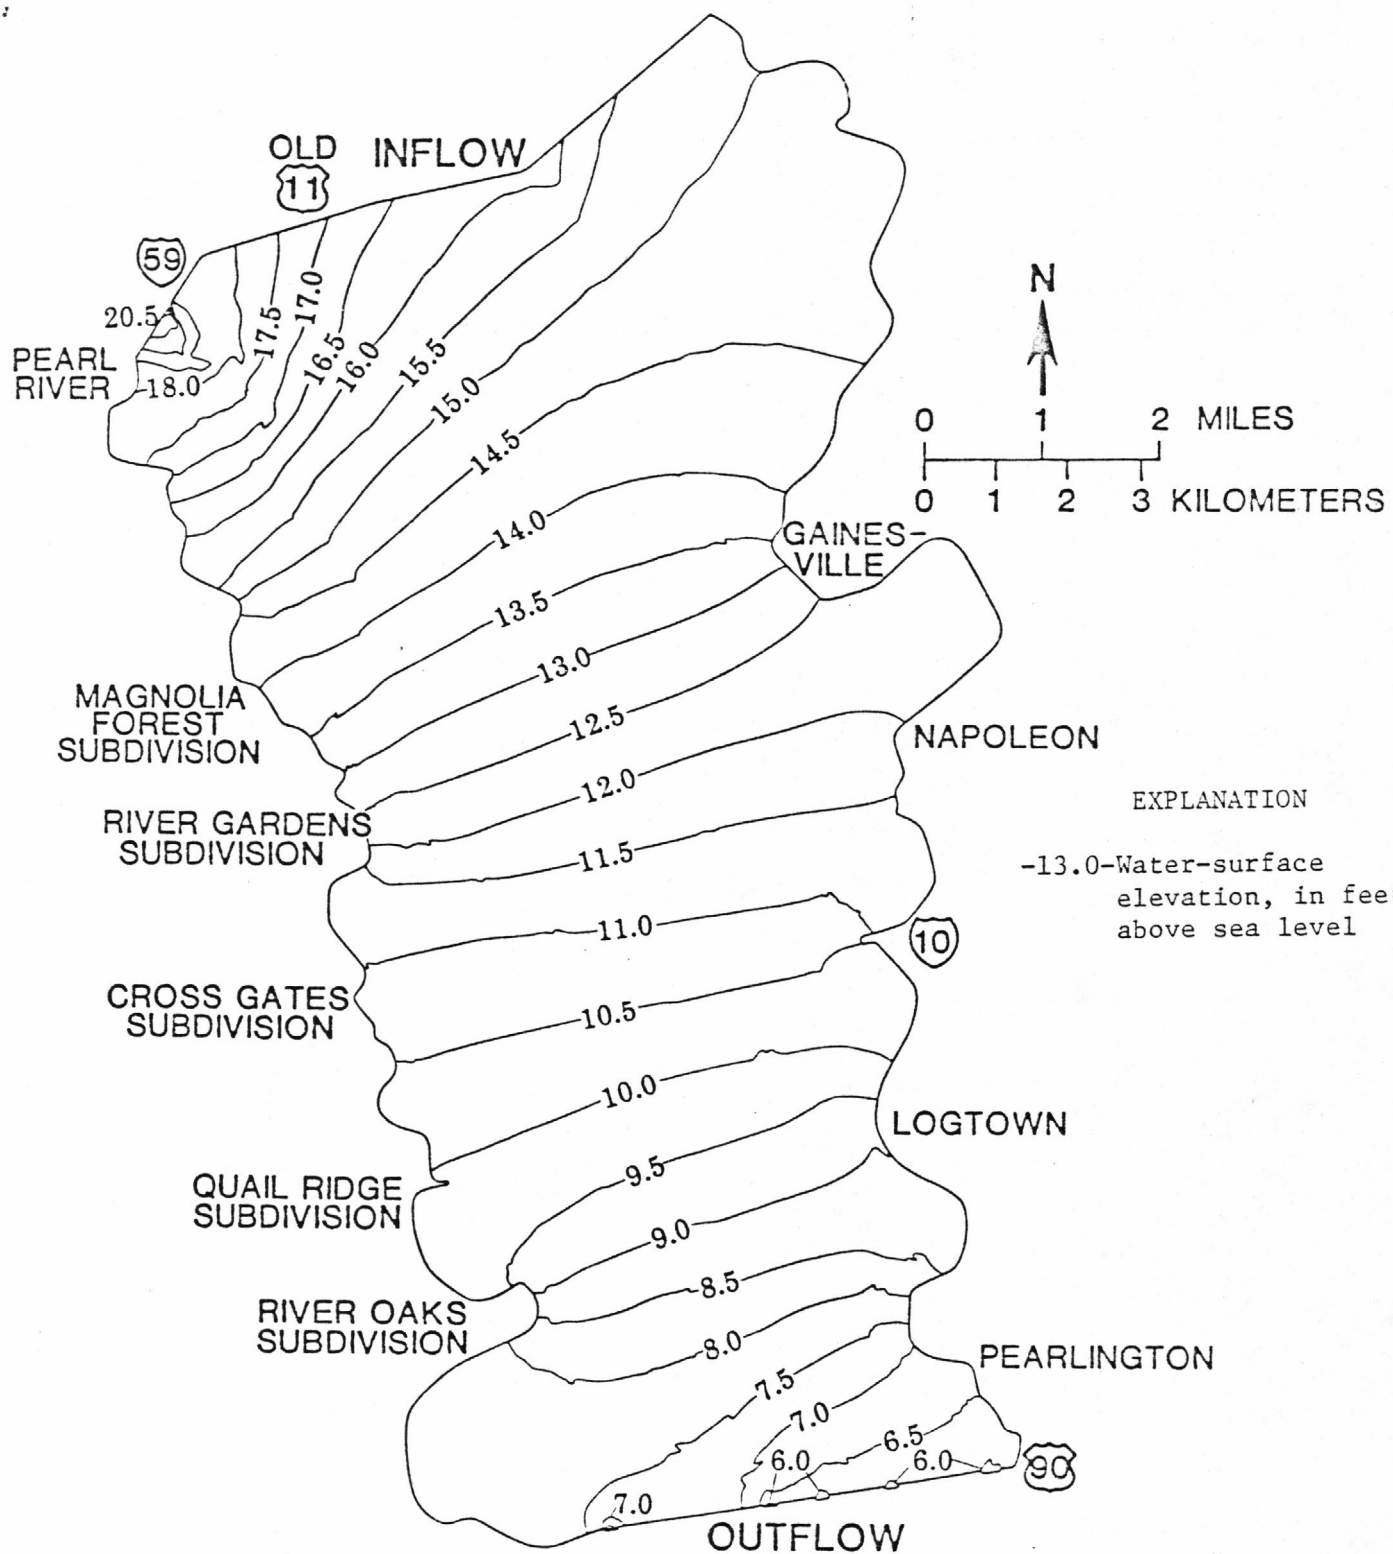 OLD
11
INFLOW
59
20.5
PEARL
RIVER
-18.0
17.5
17.0
16.5
16.0
15.5
15.0
14.5
14.0
13.5
13.0
12.5
12.0
11.5
11.0
10.5
10.0
9.5
9.0
8.5
8.0
7.5
7.0
6.5
6.0
6.0
7.0
N
0 1 2 MILES
0 1 2 3 KILOMETERS
GAINES-
VILLE
MAGNOLIA
FOREST
SUBDIVISION
NAPOLEON
RIVER GARDENS
SUBDIVISION
EXPLANATION
-13.0-Water-surface
elevation, in fee
above sea level
10
CROSS GATES
SUBDIVISION
LOGTOWN
QUAIL RIDGE
SUBDIVISION
RIVER OAKS
SUBDIVISION
PEARLINGTON
90
OUTFLOW